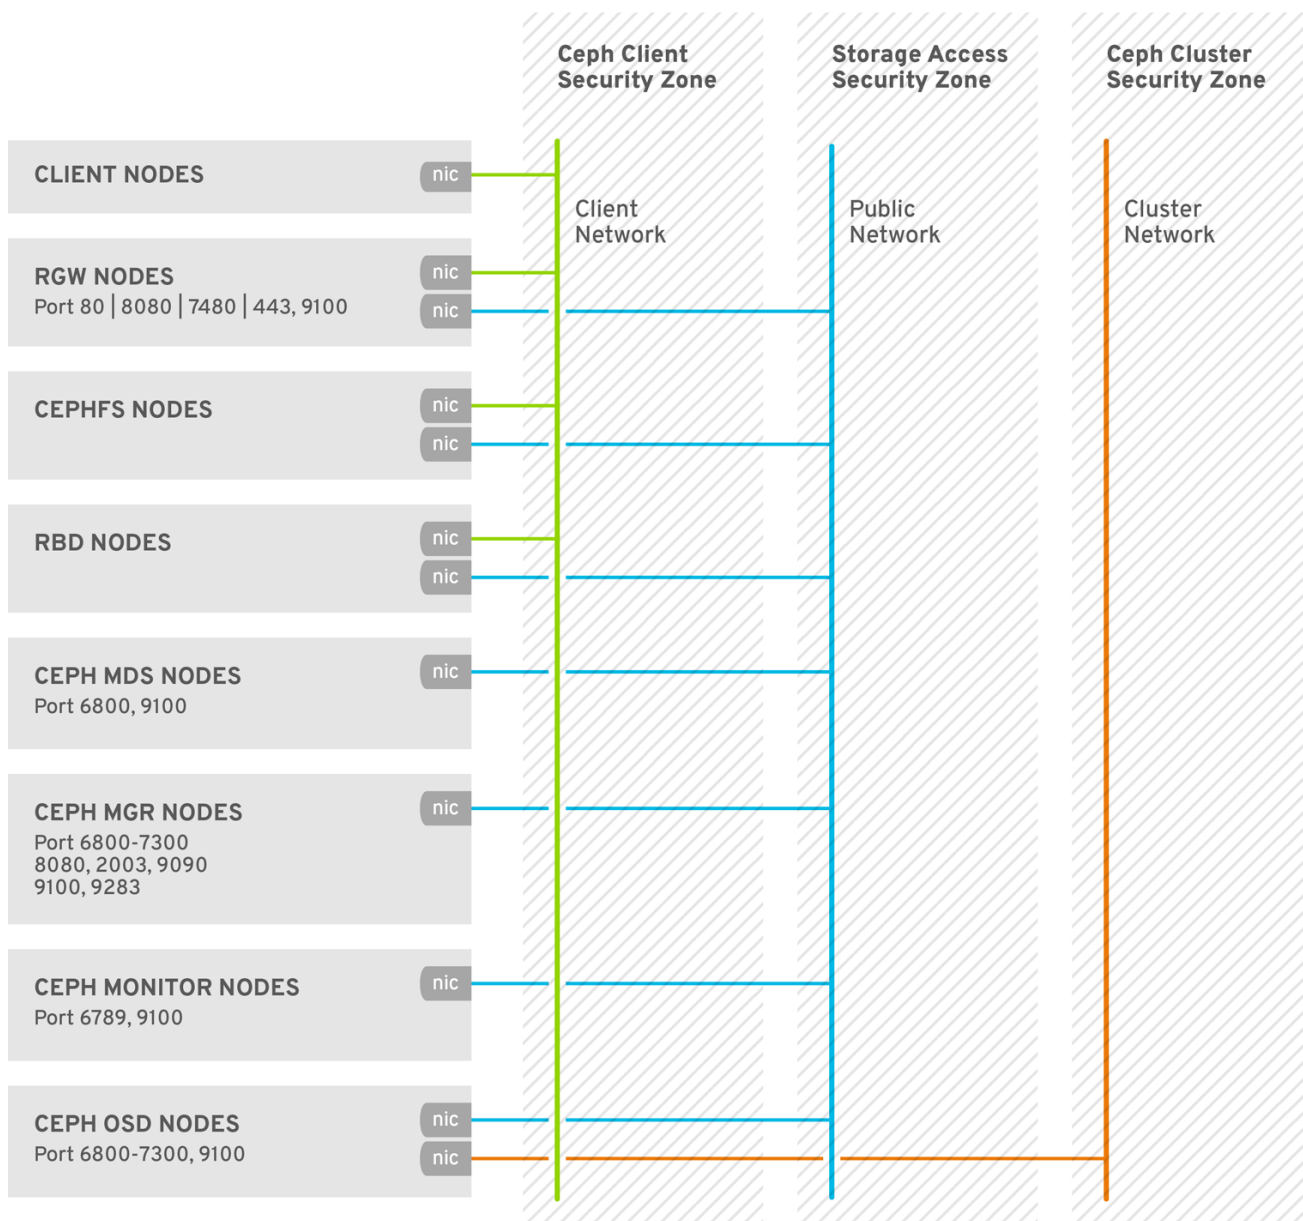 Ceph Client
Security Zone
Storage Access
Security Zone
Ceph Cluster
Security Zone
CLIENT NODES
nic
Client
Network
Public
Network
Cluster
Network
RGW NODES
Port 80 | 8080 | 7480 | 443, 9100
nic
nic
CEPHFS NODES
nic
nic
RBD NODES
nic
nic
CEPH MDS NODES
Port 6800, 9100
nic
CEPH MGR NODES
Port 6800-7300
8080, 2003, 9090
9100, 9283
nic
CEPH MONITOR NODES
Port 6789, 9100
nic
CEPH OSD NODES
Port 6800-7300, 9100
nic
nic